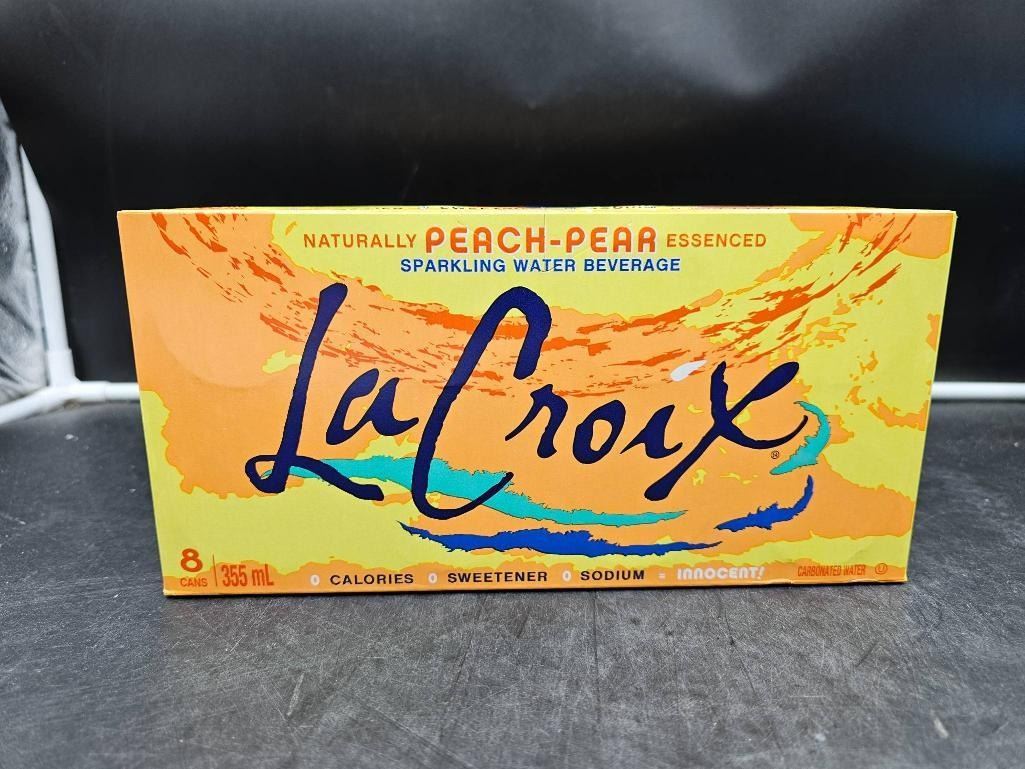 NATURALLY PEACH-PEAR ESSENCED
SPARKLING WATER BEVERAGE
LaCroix®
8 CANS | 355 mL
0 CALORIES 0 SWEETENER 0 SODIUM = INNOCENT!
CARBONATED WATER U